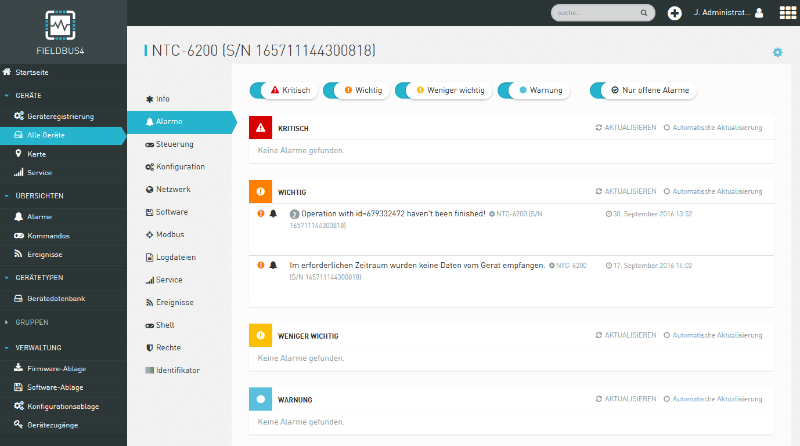 FIELDBUS4
Startseite
GERÄTE
Geräteregistrierung
Alle Geräte
Karte
Service
ÜBERSICHTEN
Alarme
Kommandos
Ereignisse
GERÄTETYPEN
Gerätedatenbank
GRUPPEN
VERWALTUNG
Firmware-Ablage
Software-Ablage
Konfigurationsablage
Gerätezugänge
suche...
J. Administrat...
NTC-6200 (S/N 165711144300818)
Info
Alarme
Steuerung
Konfiguration
Netzwerk
Software
Modbus
Logdateien
Service
Ereignisse
Shell
Rechte
Identifikator
Kritisch Wichtig Weniger wichtig Warnung Nur offene Alarme
KRITISCH AKTUALISIEREN Automatische Aktualisierung
Keine Alarme gefunden.
WICHTIG AKTUALISIEREN Automatische Aktualisierung
2 Operation with id=679332472 haven't been finished! NTC-6200 (S/N 30. September 2016 13:52
165711144300818)
Im erforderlichen Zeitraum wurden keine Daten vom Gerät empfangen. NTC-6200 17. September 2016 14:02
(S/N 165711144300818)
WENIGER WICHTIG AKTUALISIEREN Automatische Aktualisierung
Keine Alarme gefunden.
WARNUNG AKTUALISIEREN Automatische Aktualisierung
Keine Alarme gefunden.